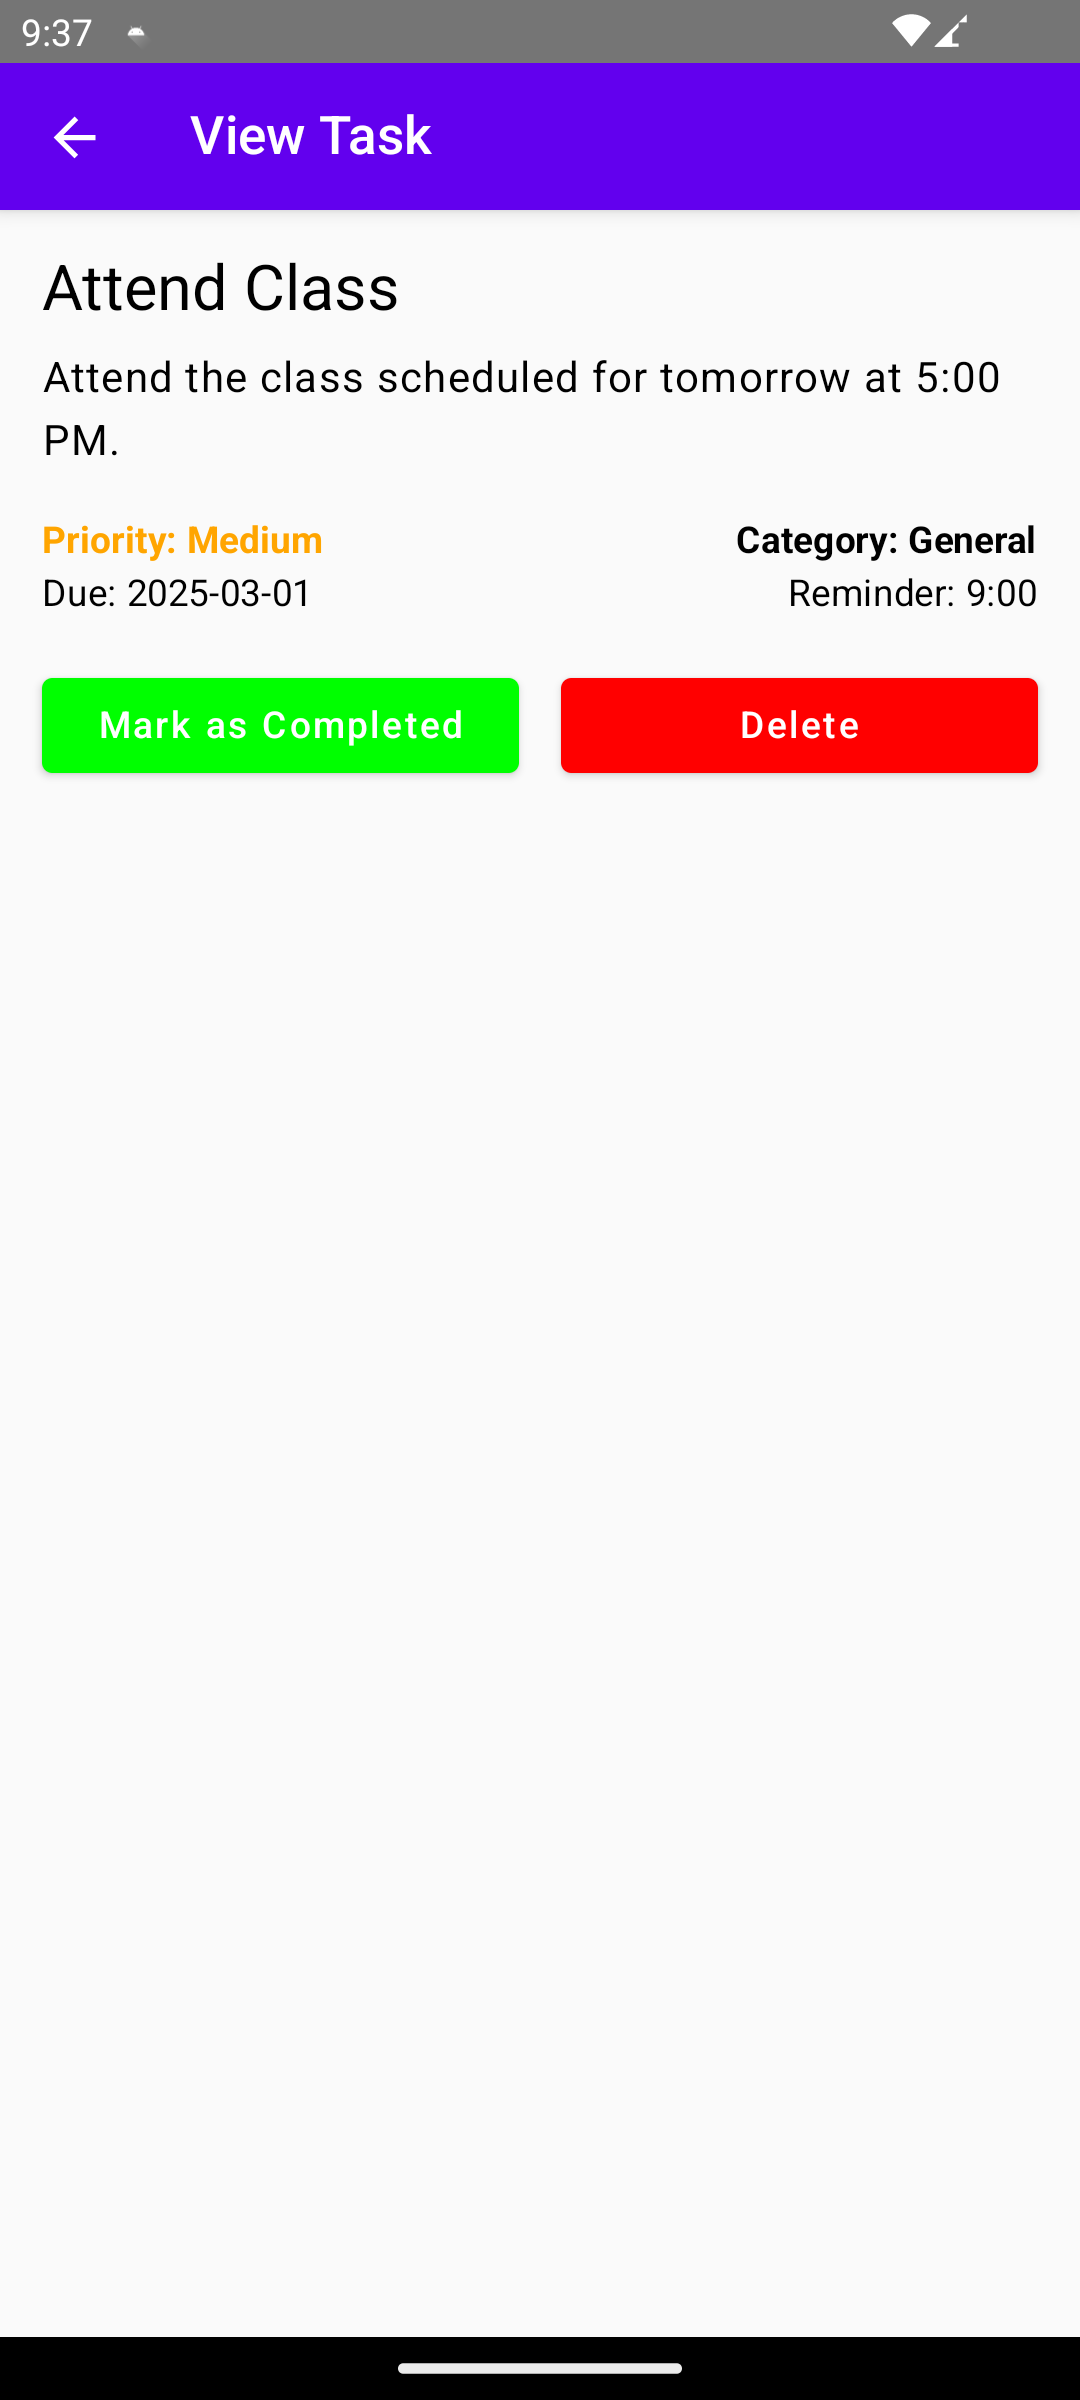 9:37
View Task
Attend Class
Attend the class scheduled for tomorrow at 5:00
PM.
Priority: Medium
Category: General
Due: 2025-03-01
Reminder: 9:00
Mark as Completed
Delete